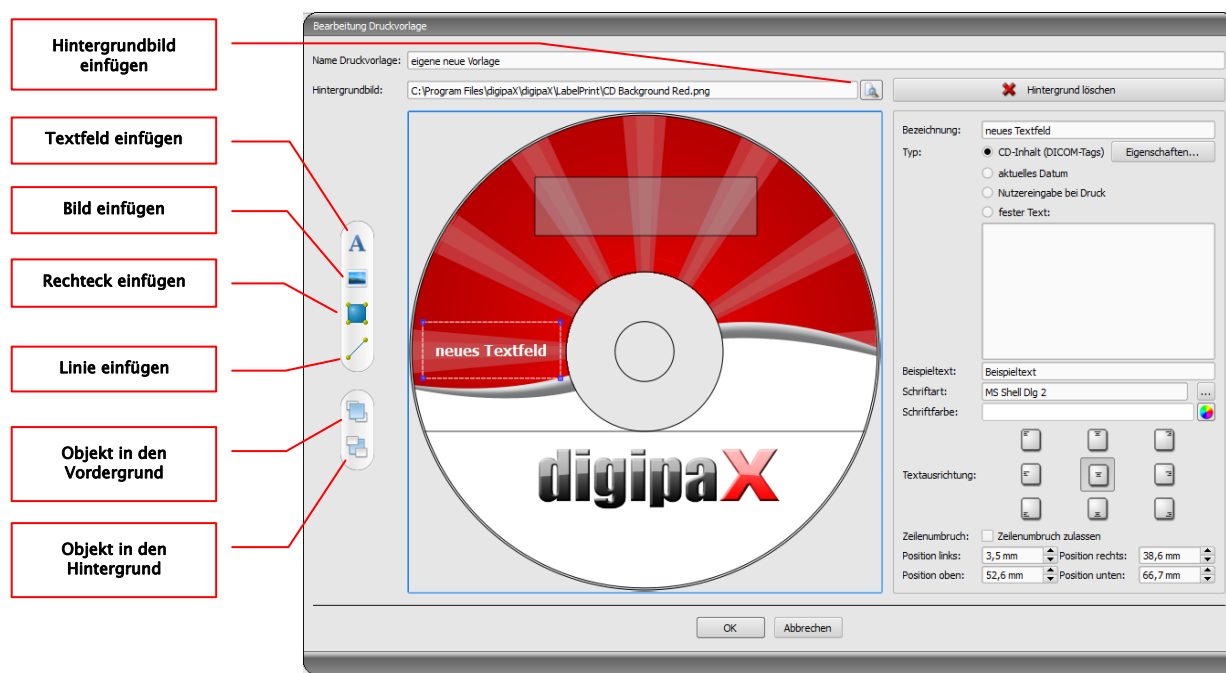 Hintergrundbild
einfügen
Textfeld einfügen
Bild einfügen
Rechteck einfügen
Linie einfügen
Objekt in den
Vordergrund
Objekt in den
Hintergrund
Bearbeitung Druckvorlage
Name Druckvorlage: eigene neue Vorlage
Hintergrundbild: C:\Program Files\digipaX\digipaX\LabelPrint\CD Background Red.png
Hintergrund löschen
A
neues Textfeld
digipaX
Bezeichnung: neues Textfeld
Typ: CD-Inhalt (DICOM-Tags) Eigenschaften...
aktuelles Datum
Nutzereingabe bei Druck
fester Text:
Beispieltext: Beispieltext
Schriftart: MS Shell Dlg 2 ...
Schriftfarbe:
Textausrichtung:
Zeilenumbruch: Zeilenumbruch zulassen
Position links: 3,5 mm Position rechts: 38,6 mm
Position oben: 52,6 mm Position unten: 66,7 mm
OK Abbrechen